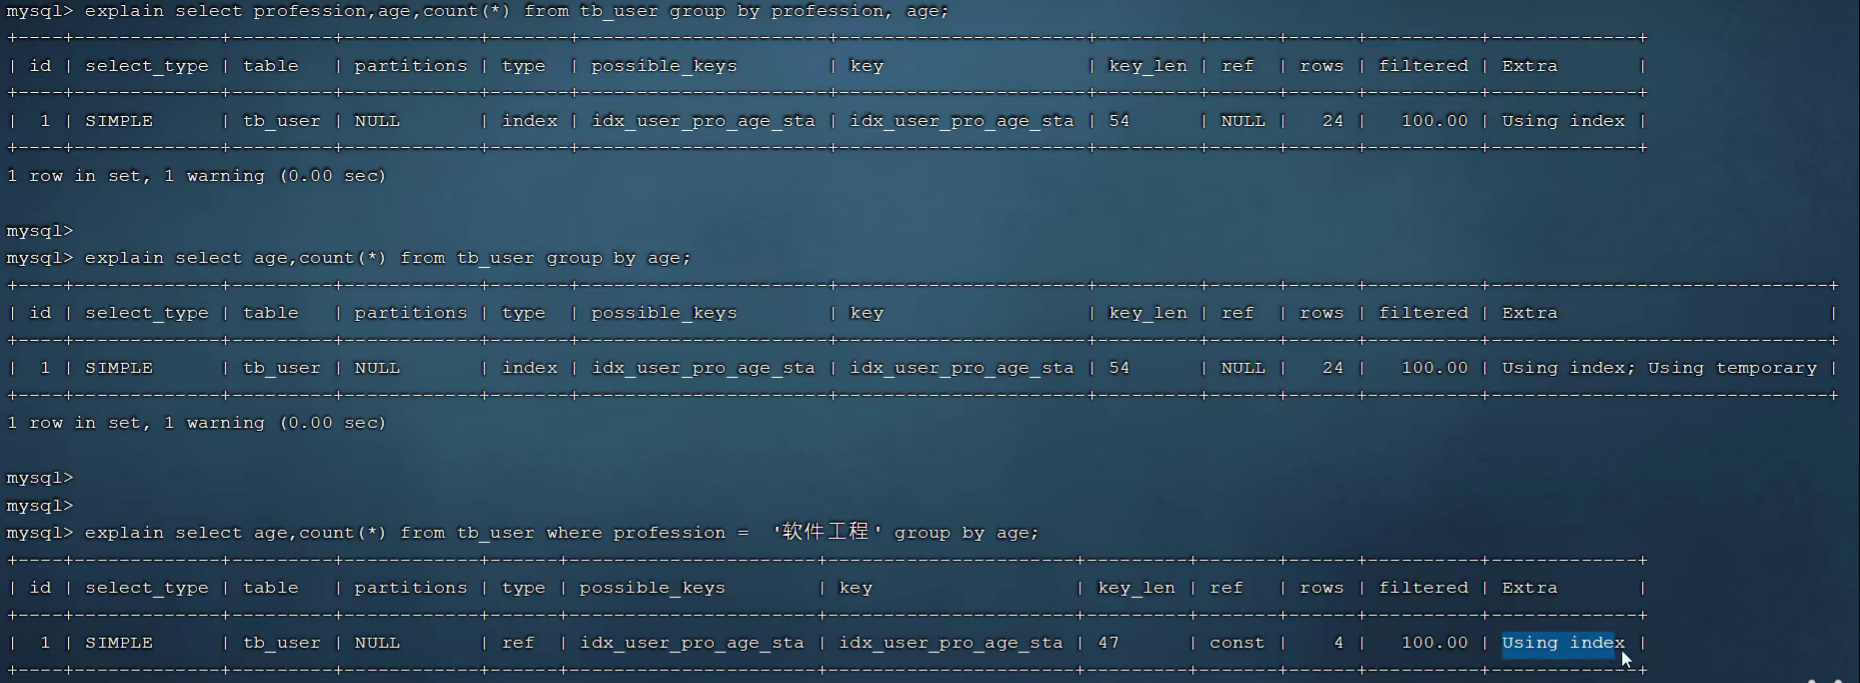 mysql> explain select profession,age,count(*) from tb_user group by profession, age;
+----+-------------+---------+------------+-------+----------------------+----------------------+---------+------+------+----------+-------------+
| id | select_type | table   | partitions | type  | possible_keys        | key                  | key_len | ref  | rows | filtered | Extra       |
+----+-------------+---------+------------+-------+----------------------+----------------------+---------+------+------+----------+-------------+
|  1 | SIMPLE      | tb_user | NULL       | index | idx_user_pro_age_sta | idx_user_pro_age_sta | 54      | NULL |   24 |   100.00 | Using index |
+----+-------------+---------+------------+-------+----------------------+----------------------+---------+------+------+----------+-------------+
1 row in set, 1 warning (0.00 sec)
mysql>
mysql> explain select age,count(*) from tb_user group by age;
+----+-------------+---------+------------+-------+----------------------+----------------------+---------+------+------+----------+------------------------------+
| id | select_type | table   | partitions | type  | possible_keys        | key                  | key_len | ref  | rows | filtered | Extra                        |
+----+-------------+---------+------------+-------+----------------------+----------------------+---------+------+------+----------+------------------------------+
|  1 | SIMPLE      | tb_user | NULL       | index | idx_user_pro_age_sta | idx_user_pro_age_sta | 54      | NULL |   24 |   100.00 | Using index; Using temporary |
+----+-------------+---------+------------+-------+----------------------+----------------------+---------+------+------+----------+------------------------------+
1 row in set, 1 warning (0.00 sec)
mysql>
mysql>
mysql> explain select age,count(*) from tb_user where profession =  '软件工程' group by age;
+----+-------------+---------+------------+------+----------------------+----------------------+---------+-------+------+----------+-------------+
| id | select_type | table   | partitions | type | possible_keys        | key                  | key_len | ref   | rows | filtered | Extra       |
+----+-------------+---------+------------+------+----------------------+----------------------+---------+-------+------+----------+-------------+
|  1 | SIMPLE      | tb_user | NULL       | ref  | idx_user_pro_age_sta | idx_user_pro_age_sta | 47      | const |    4 |   100.00 | Using index |
+----+-------------+---------+------------+------+----------------------+----------------------+---------+-------+------+----------+-------------+